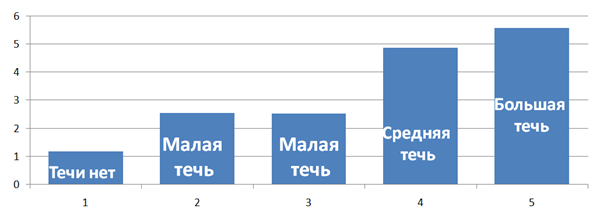 6
5
4
3
2
1
0
Течи нет
Малая
течь
Малая
течь
Средняя
течь
Большая
течь
1 2 3 4 5